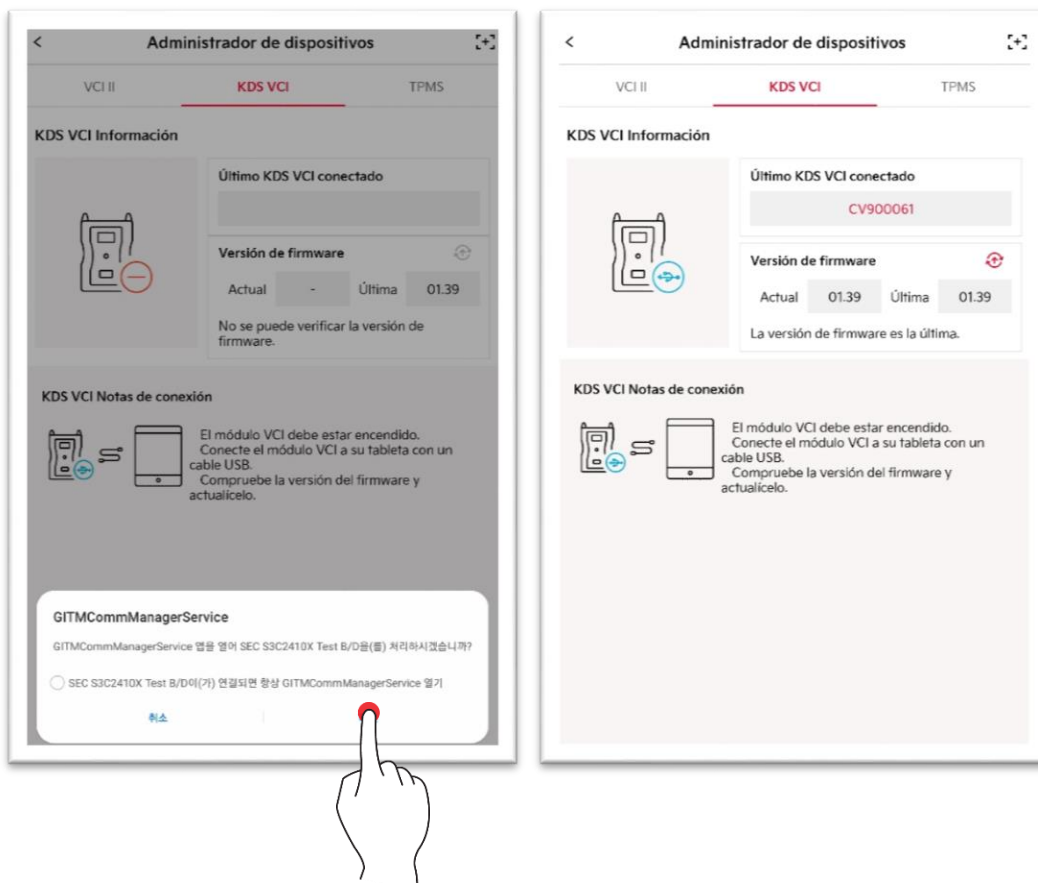 <
Administrador de dispositivos
[+]
VCI II
KDS VCI
TPMS
KDS VCI Información
Último KDS VCI conectado
Versión de firmware
Actual
-
Última
01.39
No se puede verificar la versión de
firmware.
KDS VCI Notas de conexión
El módulo VCI debe estar encendido.
Conecte el módulo VCI a su tableta con un
cable USB.
Compruebe la versión del firmware y
actualícelo.
GITMCommManagerService
GITMCommManagerService 앱을 열어 SEC S3C2410X Test B/D을(를) 처리하시겠습니까?
SEC S3C2410X Test B/D이(가) 연결되면 항상 GITMCommManagerService 열기
취소
<
Administrador de dispositivos
[+]
VCI II
KDS VCI
TPMS
KDS VCI Información
Último KDS VCI conectado
CV900061
Versión de firmware
Actual
01.39
Última
01.39
La versión de firmware es la última.
KDS VCI Notas de conexión
El módulo VCI debe estar encendido.
Conecte el módulo VCI a su tableta con un
cable USB.
Compruebe la versión del firmware y
actualícelo.